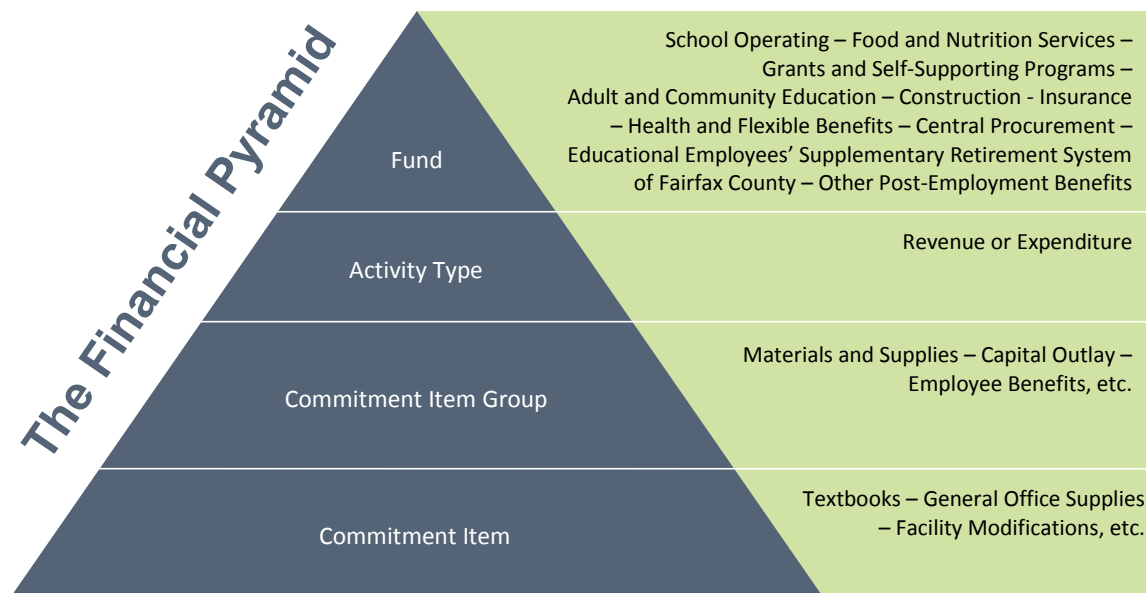 The Financial Pyramid
Fund
School Operating – Food and Nutrition Services –
Grants and Self-Supporting Programs –
Adult and Community Education – Construction - Insurance
– Health and Flexible Benefits – Central Procurement –
Educational Employees’ Supplementary Retirement System
of Fairfax County – Other Post-Employment Benefits
Activity Type
Revenue or Expenditure
Commitment Item Group
Materials and Supplies – Capital Outlay –
Employee Benefits, etc.
Commitment Item
Textbooks – General Office Supplies
– Facility Modifications, etc.